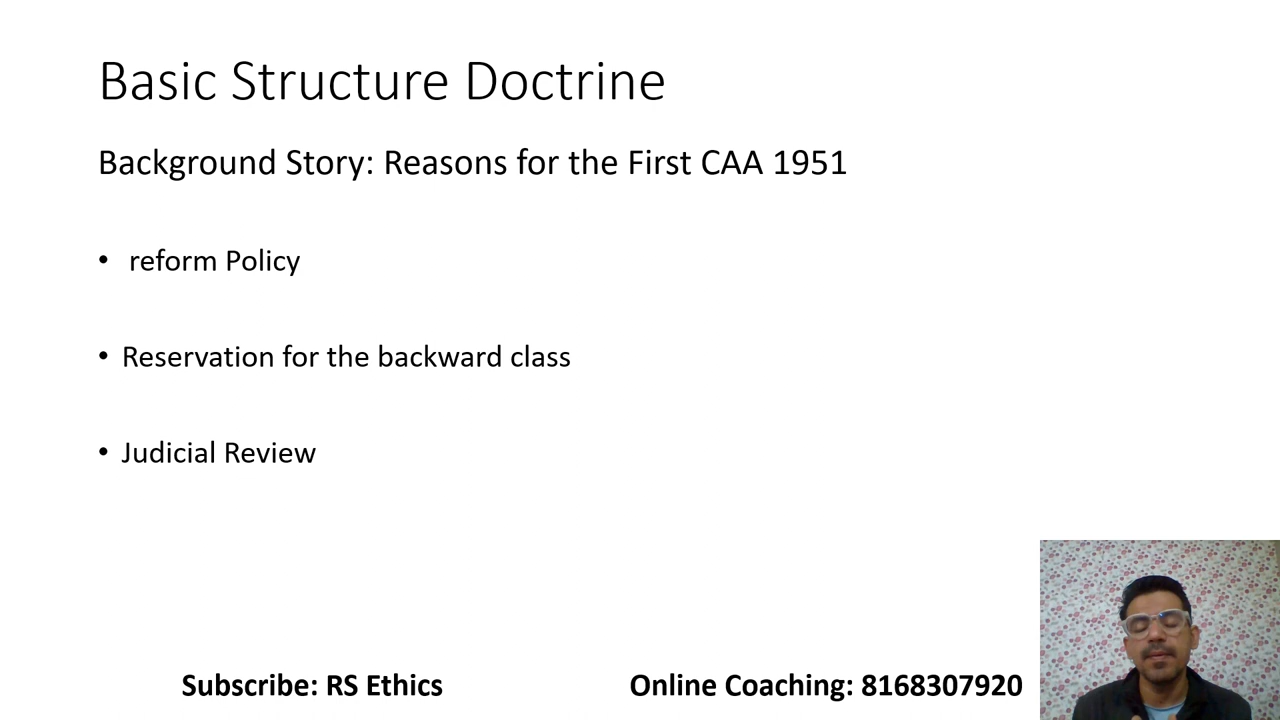 Basic Structure Doctrine
Background Story: Reasons for the First CAA 1951
• reform Policy
• Reservation for the backward class
• Judicial Review
Subscribe: RS Ethics
Online Coaching: 8168307920